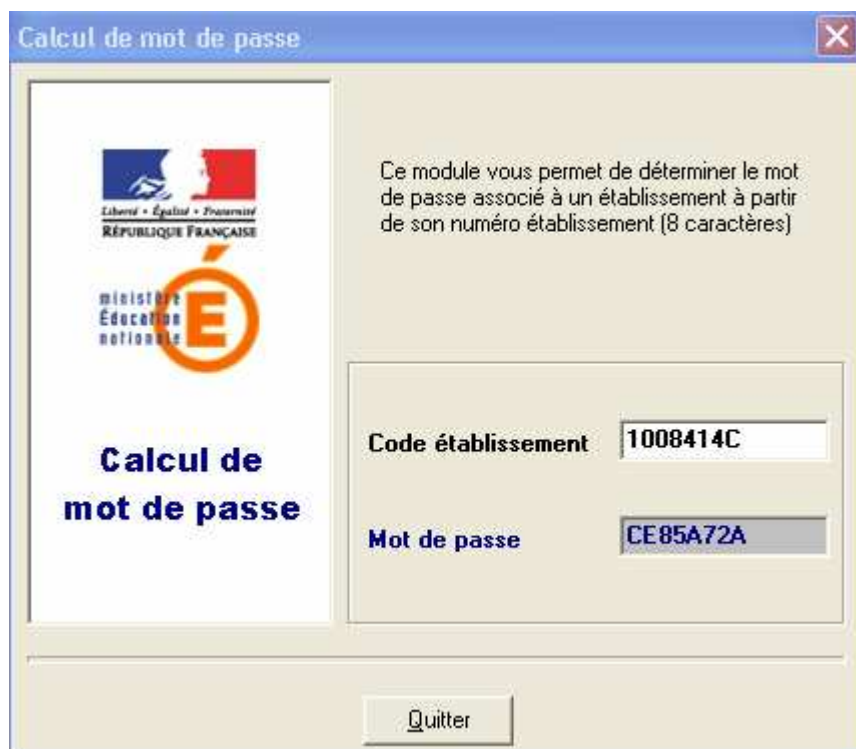 Calcul de mot de passe
Liberté • Égalité • Fraternité
RÉPUBLIQUE FRANÇAISE
ministère
Éducation
nationale
Calcul de
mot de passe
Ce module vous permet de déterminer le mot
de passe associé à un établissement à partir
de son numéro établissement (8 caractères)
Code établissement 1008414C
Mot de passe CE85A72A
Quitter